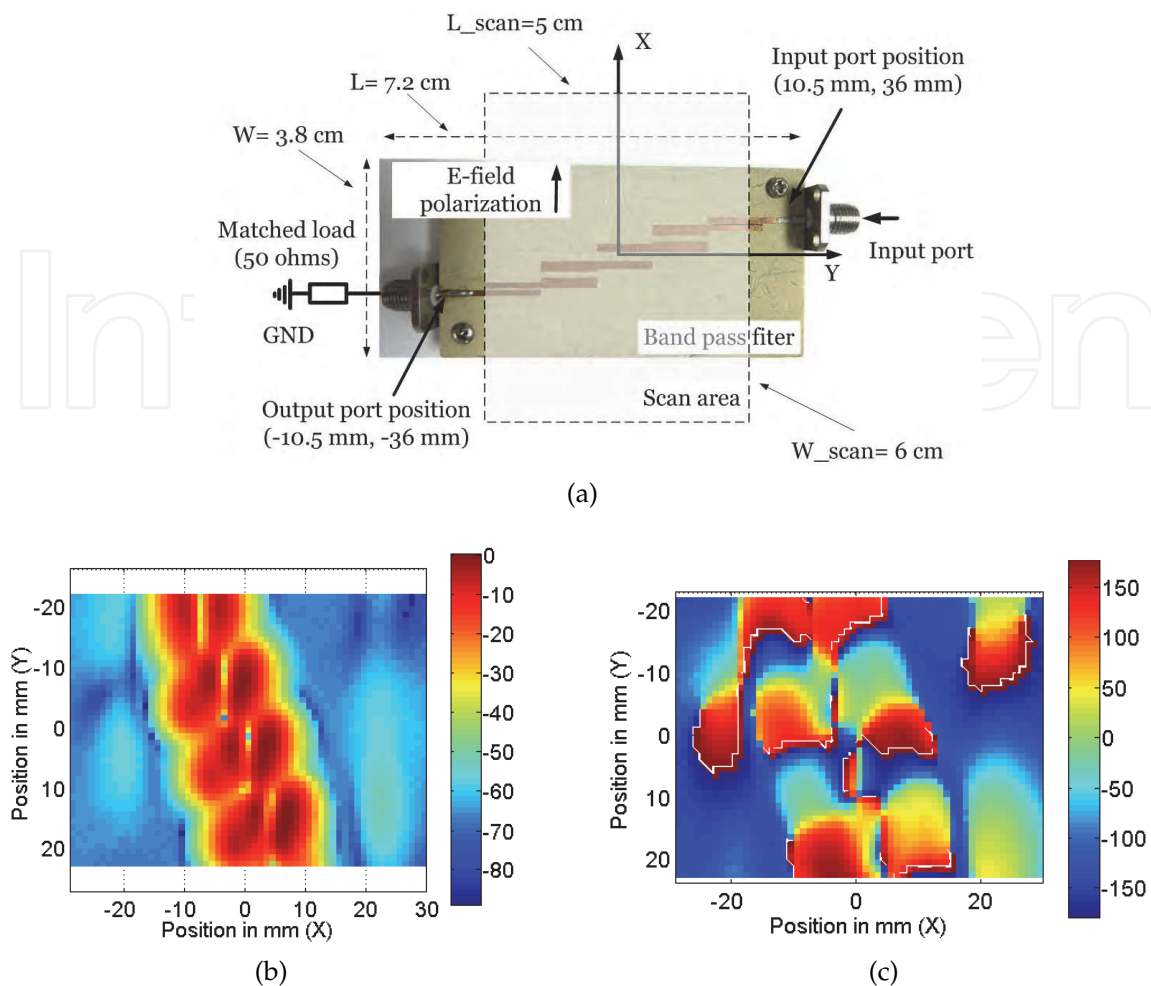 L_scan=5 cm
X
Input port position
(10.5 mm, 36 mm)
L= 7.2 cm
W= 3.8 cm
E-field
polarization
Matched load
(50 ohms)
Input port
Y
GND
Band pass fiter
Scan area
Output port position
(-10.5 mm, -36 mm)
W_scan= 6 cm
(a)
0
-10
-20
-30
-40
-50
-60
-70
-80
-20
-10
0
10
20
Position in mm (Y)
-20 -10 0 10 20 30
Position in mm (X)
(b)
150
100
50
0
-50
-100
-150
-20
-10
0
10
20
Position in mm (Y)
-20 0 20
Position in mm (X)
(c)